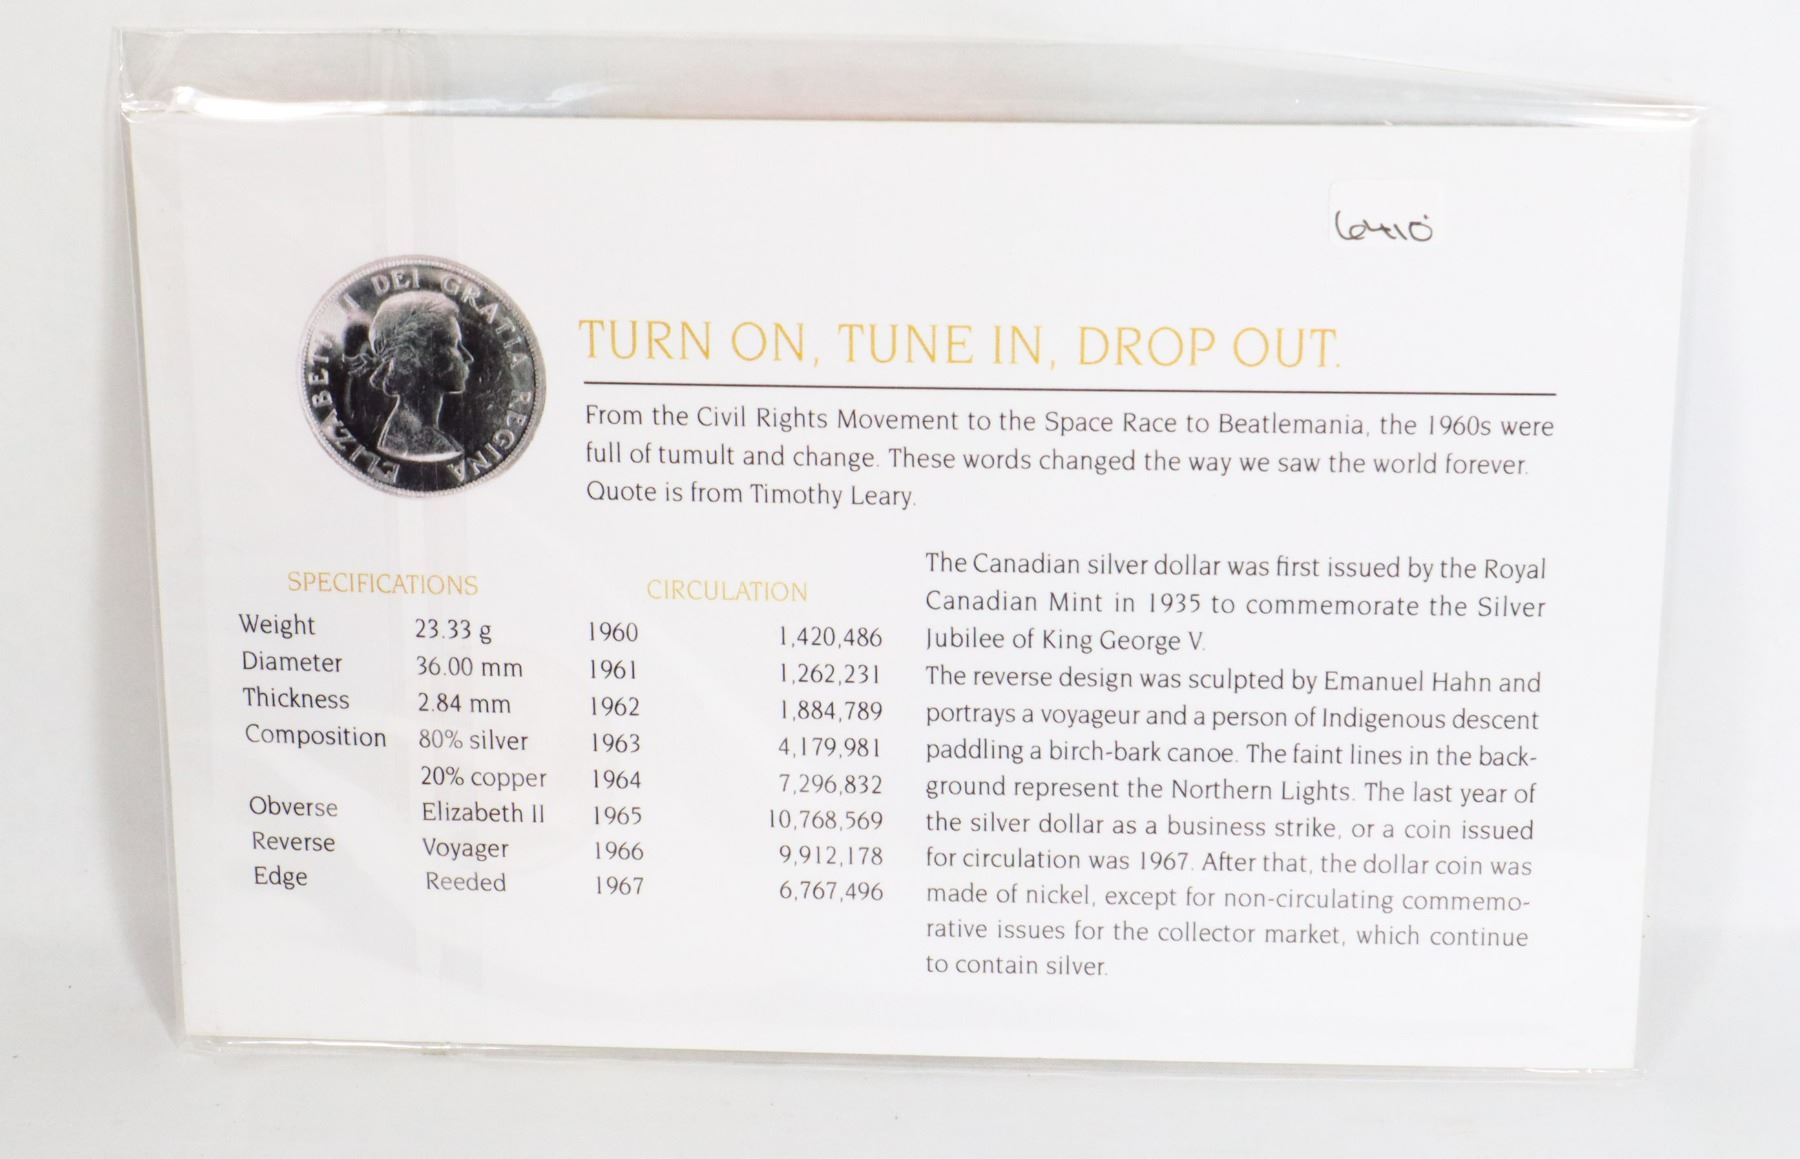 6410
ELIZABETH II DEI GRATIA REGINA
TURN ON, TUNE IN, DROP OUT.
From the Civil Rights Movement to the Space Race to Beatlemania, the 1960s were
full of tumult and change. These words changed the way we saw the world forever.
Quote is from Timothy Leary.
SPECIFICATIONS
Weight 23.33 g
Diameter 36.00 mm
Thickness 2.84 mm
Composition 80% silver
20% copper
Obverse Elizabeth II
Reverse Voyager
Edge Reeded
CIRCULATION
1960 1,420,486
1961 1,262,231
1962 1,884,789
1963 4,179,981
1964 7,296,832
1965 10,768,569
1966 9,912,178
1967 6,767,496
The Canadian silver dollar was first issued by the Royal
Canadian Mint in 1935 to commemorate the Silver
Jubilee of King George V.
The reverse design was sculpted by Emanuel Hahn and
portrays a voyageur and a person of Indigenous descent
paddling a birch-bark canoe. The faint lines in the back-
ground represent the Northern Lights. The last year of
the silver dollar as a business strike, or a coin issued
for circulation was 1967. After that, the dollar coin was
made of nickel, except for non-circulating commemo-
rative issues for the collector market, which continue
to contain silver.